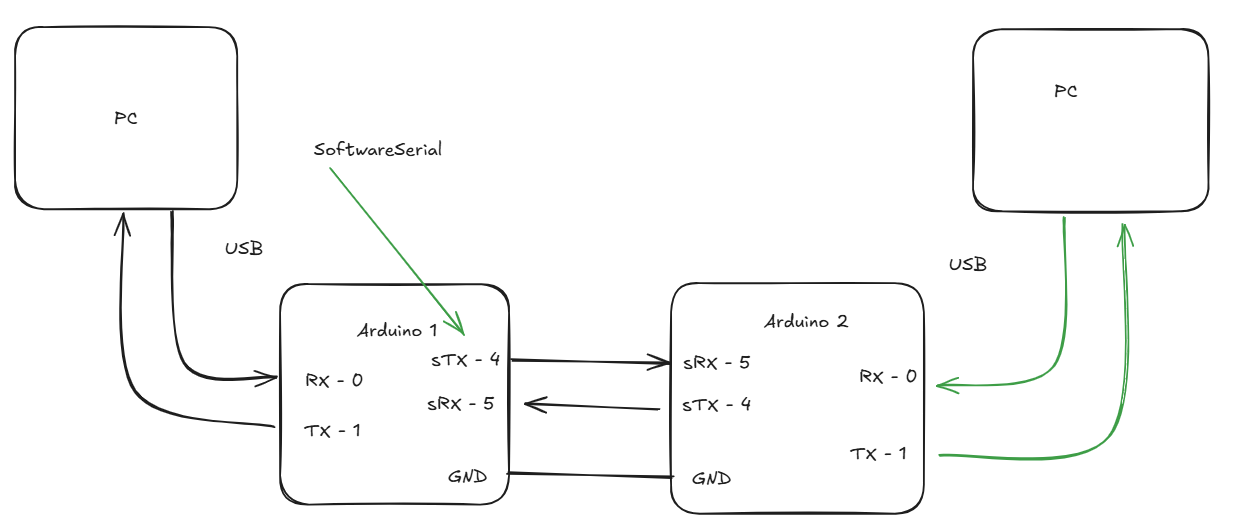 PC
PC
SoftwareSerial
USB
USB
Arduino 1
sTX - 4
RX - 0
sRX - 5
TX - 1
GND
Arduino 2
sRX - 5
RX - 0
sTX - 4
TX - 1
GND